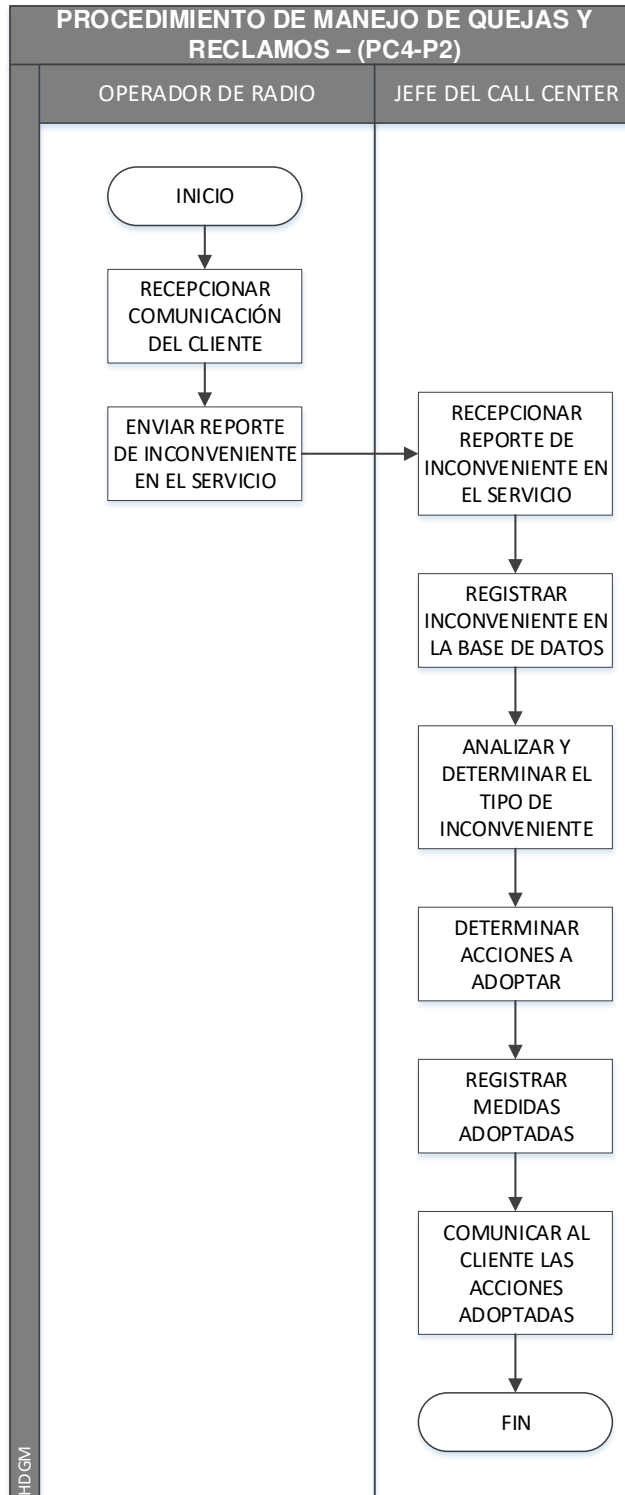 PROCEDIMIENTO DE MANEJO DE QUEJAS Y
RECLAMOS – (PC4-P2)
OPERADOR DE RADIO
JEFE DEL CALL CENTER
INICIO
RECEPCIONAR
COMUNICACIÓN
DEL CLIENTE
ENVIAR REPORTE
DE INCONVENIENTE
EN EL SERVICIO
RECEPCIONAR
REPORTE DE
INCONVENIENTE EN
EL SERVICIO
REGISTRAR
INCONVENIENTE EN
LA BASE DE DATOS
ANALIZAR Y
DETERMINAR EL
TIPO DE
INCONVENIENTE
DETERMINAR
ACCIONES A
ADOPTAR
REGISTRAR
MEDIDAS
ADOPTADAS
COMUNICAR AL
CLIENTE LAS
ACCIONES
ADOPTADAS
FIN
HDGM